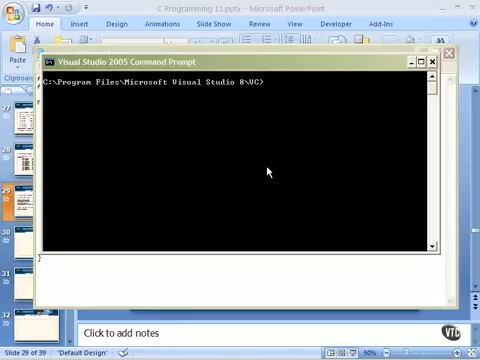 C Programming 11.pptx - Microsoft PowerPoint
Home Insert Design Animations Slide Show Review View Developer Add-Ins
Paste
Clipboard
Visual Studio 2005 Command Prompt
C:\Program Files\Microsoft Visual Studio 8\VC>
}
27
28
29
30
31
32
Click to add notes
VTC
Slide 29 of 39 "Default Design" 50%